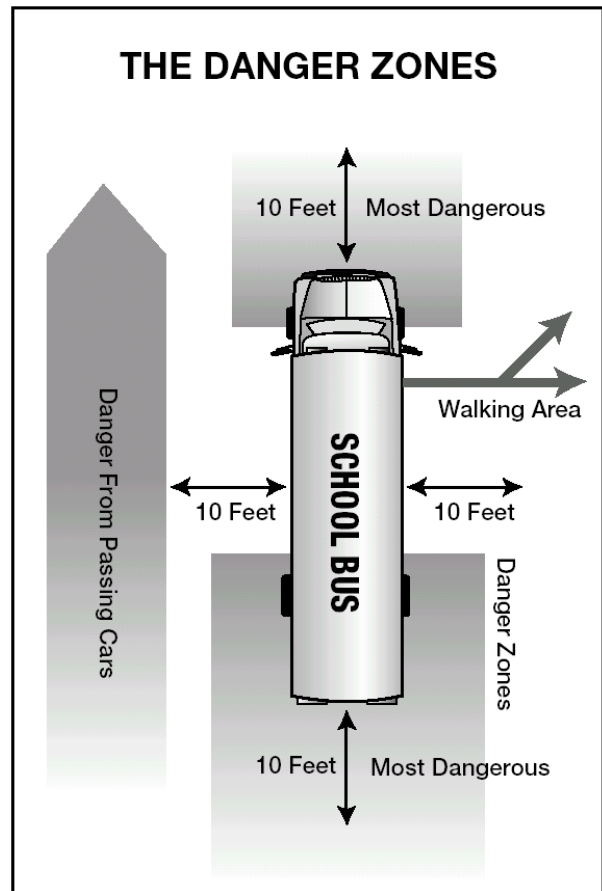 THE DANGER ZONES
10 Feet
Most Dangerous
Walking Area
Danger From Passing Cars
SCHOOL BUS
10 Feet
10 Feet
Danger Zones
10 Feet
Most Dangerous